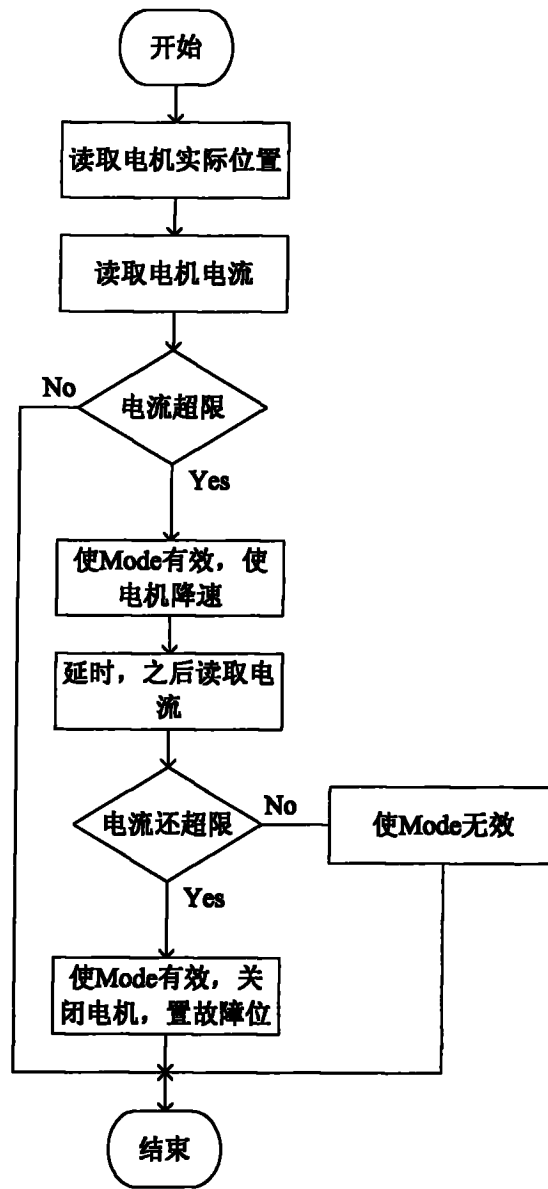 开始
读取电机实际位置
读取电机电流
No
电流超限
Yes
使Mode有效，使
电机降速
延时，之后读取电
流
电流还超限
No
使Mode无效
Yes
使Mode有效，关
闭电机，置故障位
结束